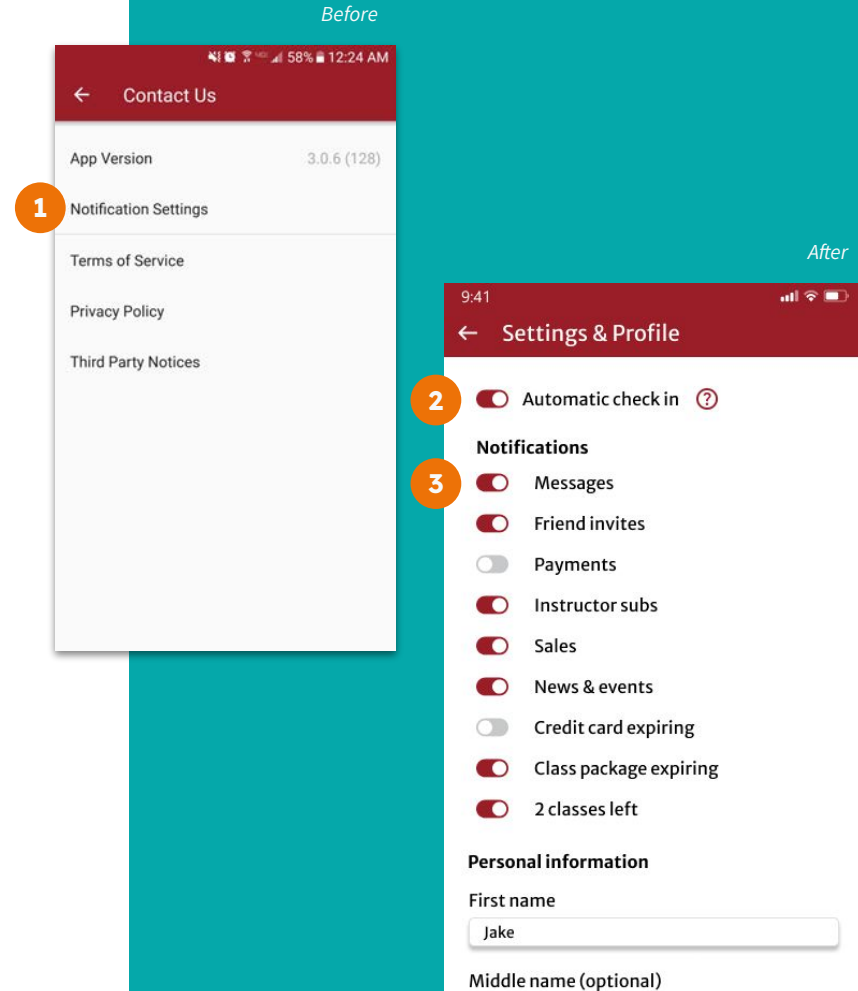 Before
58% 12:24 AM
Contact Us
App Version 3.0.6 (128)
1
Notification Settings
Terms of Service
Privacy Policy
Third Party Notices
After
9:41
Settings & Profile
2
Automatic check in ?
Notifications
3
Messages
Friend invites
Payments
Instructor subs
Sales
News & events
Credit card expiring
Class package expiring
2 classes left
Personal information
First name
Jake
Middle name (optional)